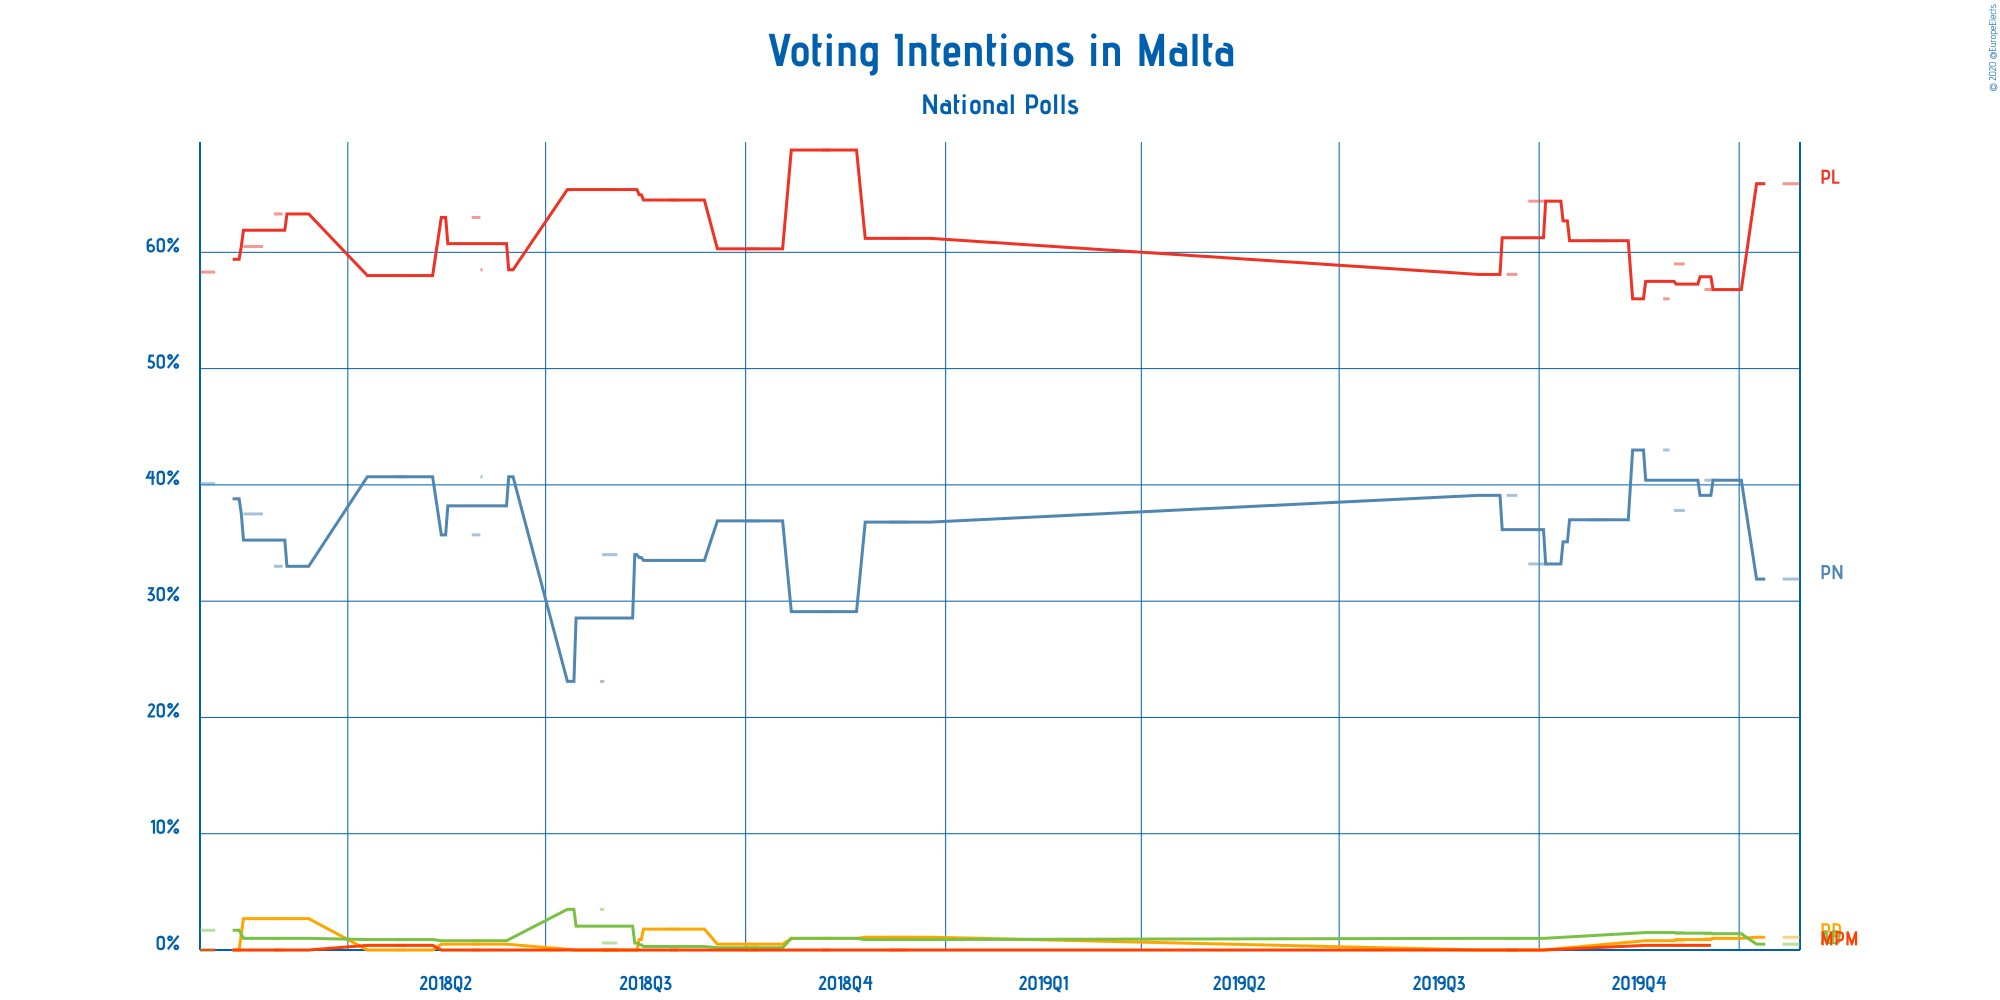 © 2020 @EuropeElects
Voting Intentions in Malta
National Polls
PL
60%
50%
40%
PN
30%
20%
10%
0%
MPM
2018Q2 2018Q3 2018Q4 2019Q1 2019Q2 2019Q3 2019Q4